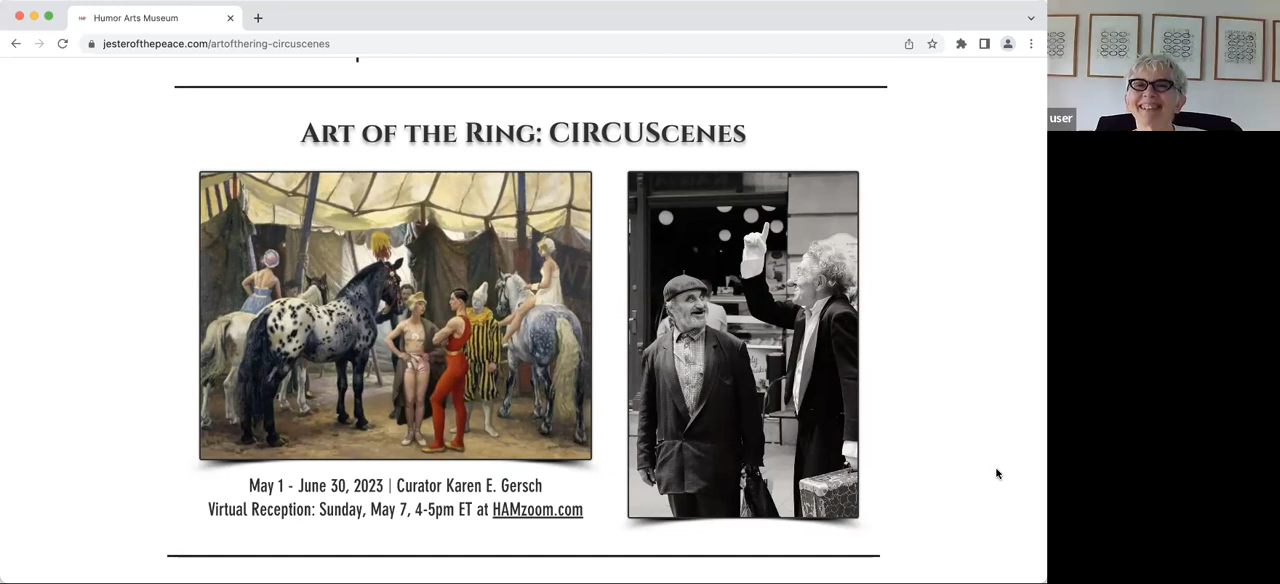 Humor Arts Museum
jesterofthepeace.com/artofthering-circuscenes
user
Art of the Ring: CIRCUScenes
May 1 - June 30, 2023 | Curator Karen E. Gersch
Virtual Reception: Sunday, May 7, 4-5pm ET at HAMzoom.com